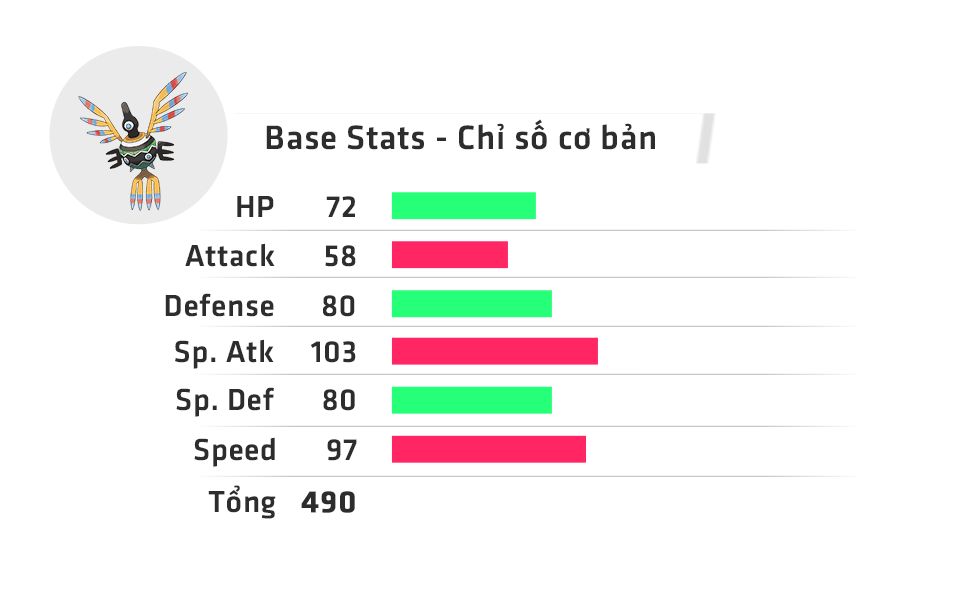 Base Stats - Chỉ số cơ bản
HP 72
Attack 58
Defense 80
Sp. Atk 103
Sp. Def 80
Speed 97
Tổng 490